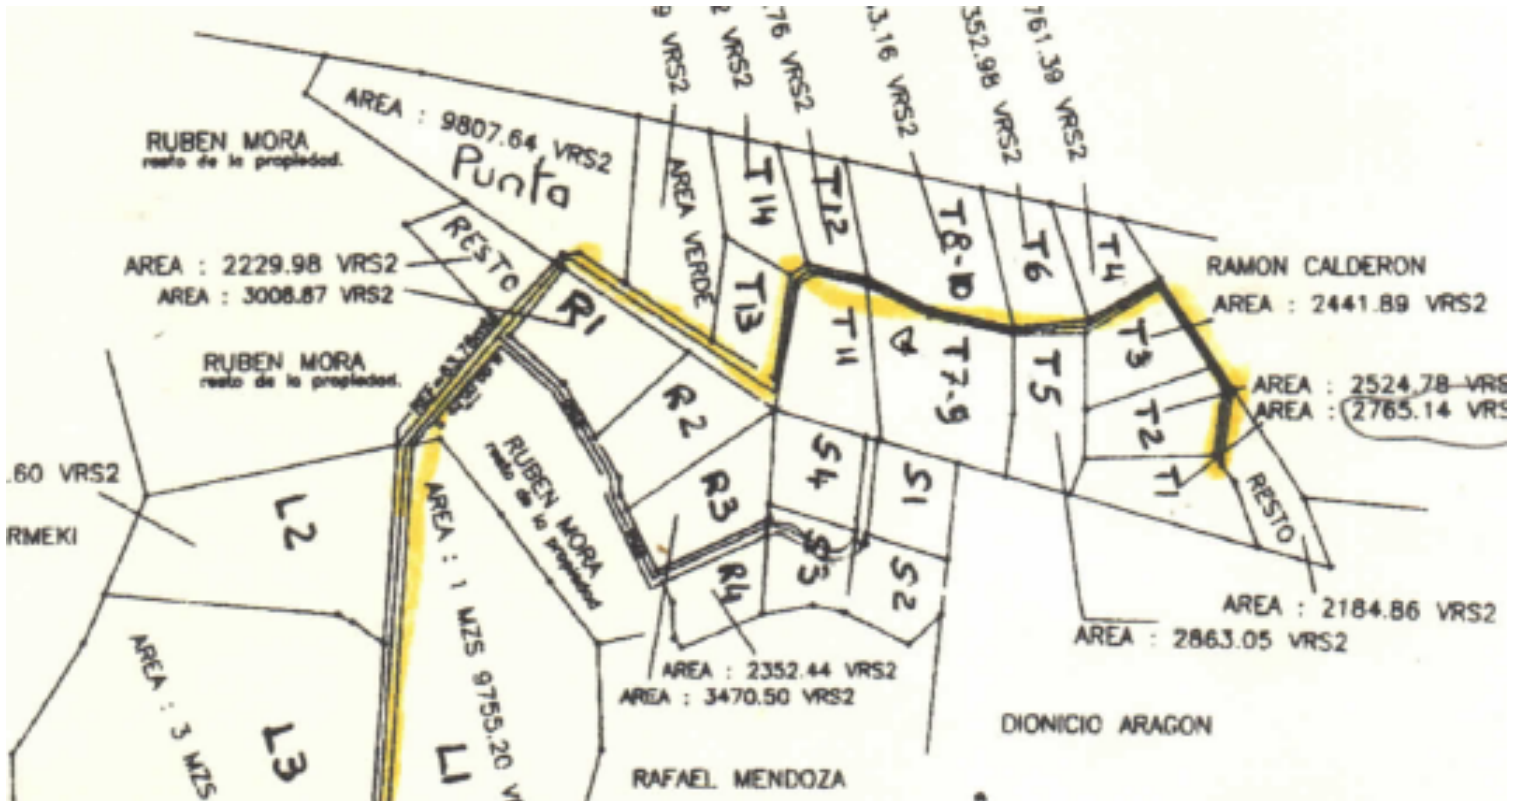 9 VRS2
2 VRS2
.76 VRS2
3.16 VRS2
352.98 VRS2
761.39 VRS2
AREA : 9807.64 VRS2
Punta
RUBEN MORA
resto de la propiedad.
AREA VERDE
T14
T12
T8-10
T6
T4
RESTO
AREA : 2229.98 VRS2
AREA : 3008.87 VRS2
R1
T13
T11
T7-9
T5
T3
RAMON CALDERON
AREA : 2441.89 VRS2
RUBEN MORA
resto de la propiedad.
AREA : 2524.78 VRS
AREA : 2765.14 VRS
R2
T2
T1
RESTO
.60 VRS2
RMEKI
L2
RUBEN MORA
resto de la propiedad
R3
S4
S1
R4
S3
S2
AREA : 2184.86 VRS2
AREA : 2863.05 VRS2
AREA : 2352.44 VRS2
AREA : 3470.50 VRS2
AREA : 1 MZS 9755.20 V
AREA : 3 MZS
L3
L1
DIONICIO ARAGON
RAFAEL MENDOZA